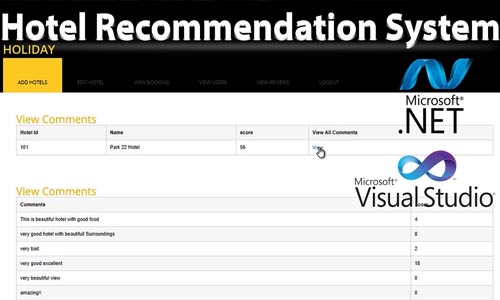 Hotel Recommendation System
HOLIDAY
ADD HOTELS EDIT HOTEL VIEW BOOKING VIEW USERS VIEW REVIEWS LOGOUT
Microsoft®
.NET
View Comments
Hotel Id Name score View All Comments
101 Park 22 Hotel 56 View
Microsoft®
Visual Studio®
View Comments
Comments
This is beautiful hotel with good food 4
very good hotel with beautifull Surroundings 8
very bad 2
very good excellent 18
very beautiful view 0
amazing!! 0